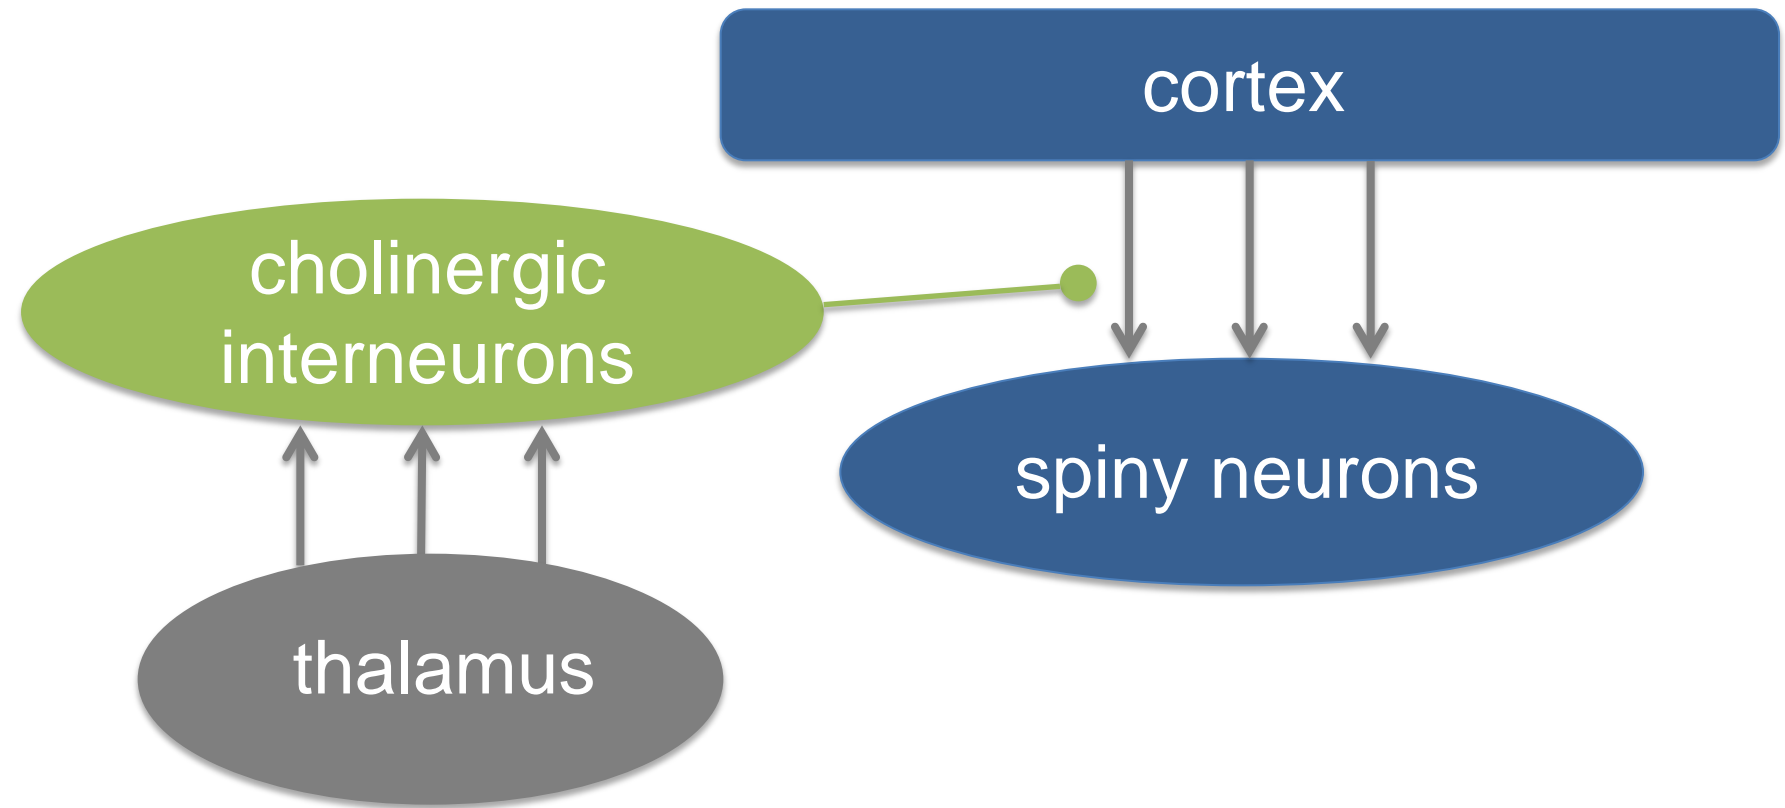 cortex
cholinergic
interneurons
spiny neurons
thalamus